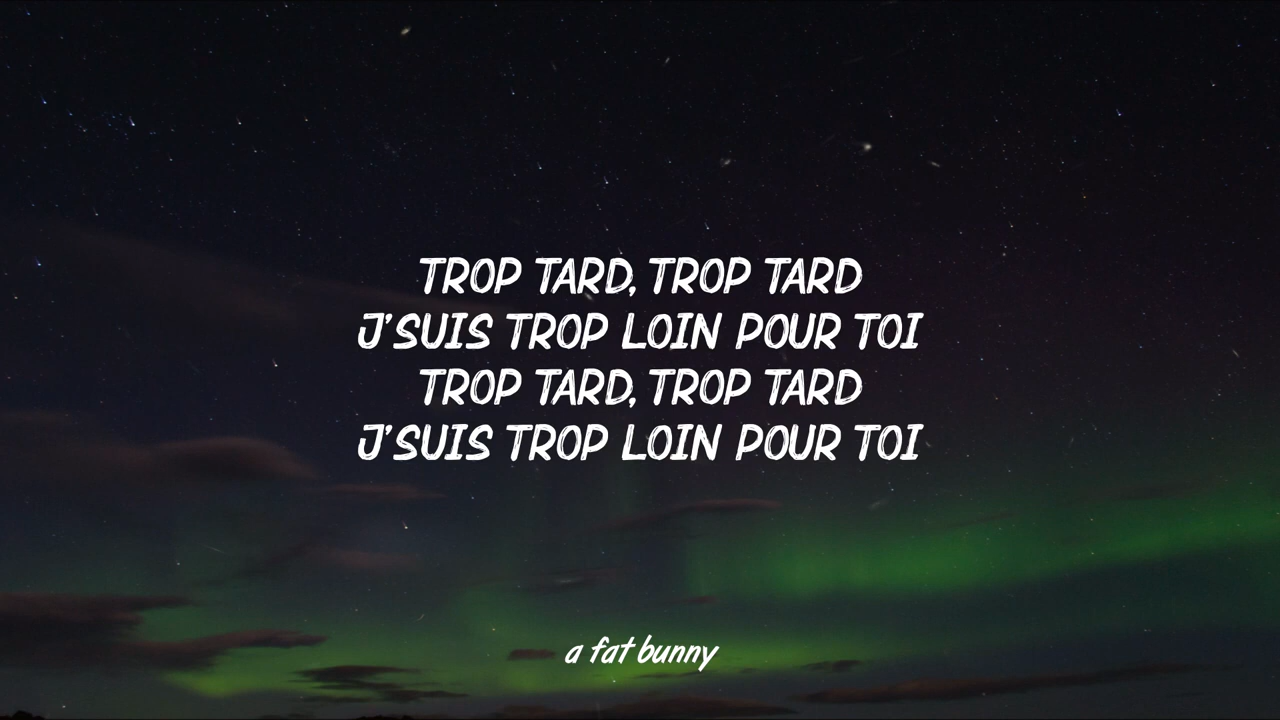 TROP TARD, TROP TARD
J'SUIS TROP LOIN POUR TOI
TROP TARD, TROP TARD
J'SUIS TROP LOIN POUR TOI
a fat bunny